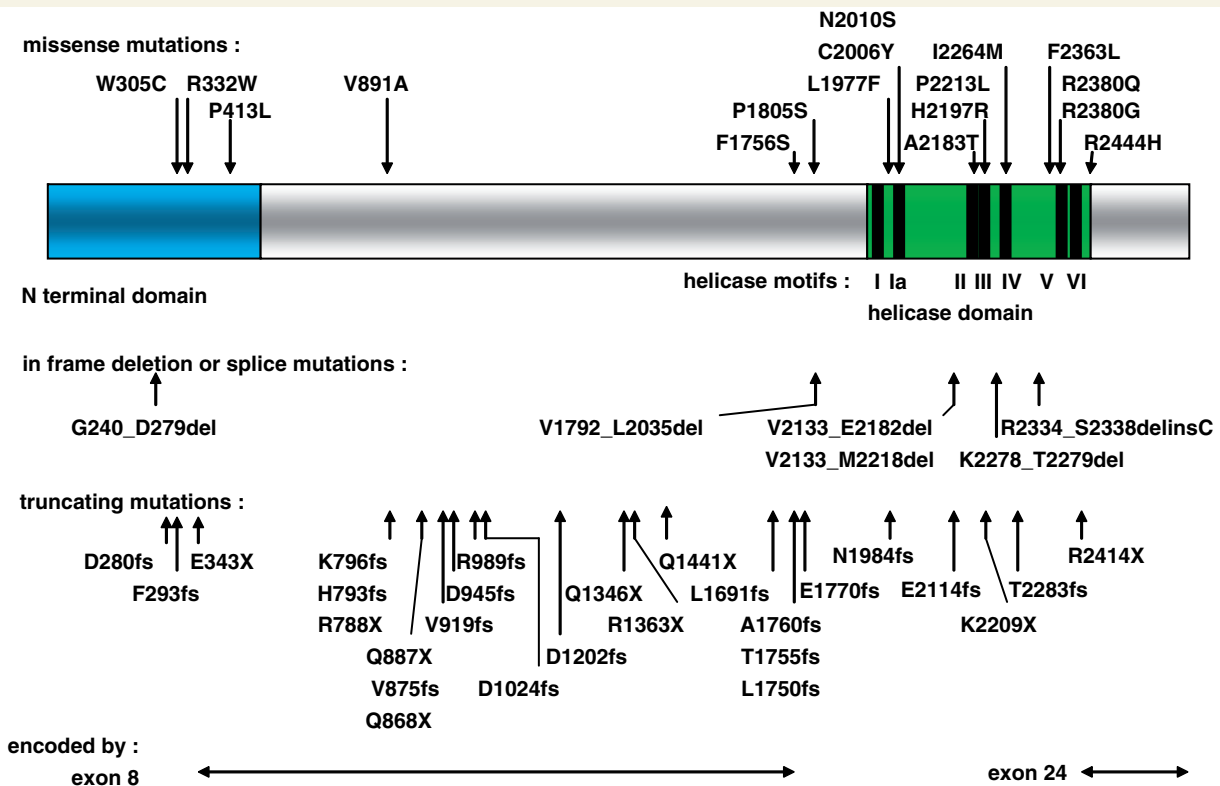 missense mutations :
N2010S
C2006Y I2264M F2363L
W305C R332W V891A L1977F P2213L R2380Q
P413L P1805S H2197R R2380G
F1756S A2183T R2444H
helicase motifs : I Ia II III IV V VI
N terminal domain
helicase domain
in frame deletion or splice mutations :
G240_D279del V1792_L2035del V2133_E2182del R2334_S2338delinsC
V2133_M2218del K2278_T2279del
truncating mutations :
D280fs E343X K796fs R989fs Q1441X N1984fs R2414X
F293fs H793fs D945fs Q1346X L1691fs E1770fs E2114fs T2283fs
R788X V919fs R1363X A1760fs K2209X
Q887X D1202fs T1755fs
V875fs D1024fs L1750fs
Q868X
encoded by :
exon 8 exon 24